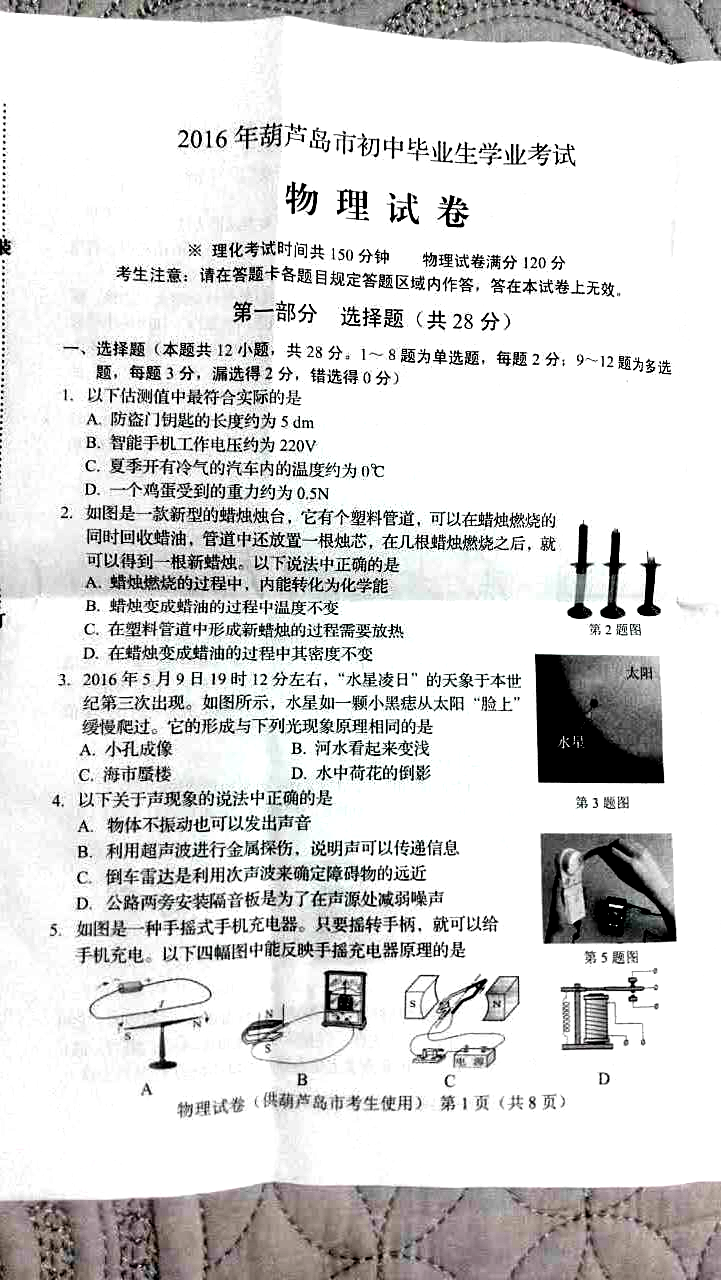 2016年葫芦岛市初中毕业生学业考试
物理试卷
※ 理化考试时间共150分钟 物理试卷满分120分
考生注意：请在答题卡各题目规定答题区域内作答，答在本试卷上无效。
第一部分 选择题（共28分）
一、选择题（本题共12小题，共28分。1～8题为单选题，每题2分；9～12题为多选
题，每题3分，漏选得2分，错选得0分）
1. 以下估测值中最符合实际的是
A. 防盗门钥匙的长度约为5 dm
B. 智能手机工作电压约为220V
C. 夏季开有冷气的汽车内的温度约为0℃
D. 一个鸡蛋受到的重力约为0.5N
2. 如图是一款新型的蜡烛烛台，它有个塑料管道，可以在蜡烛燃烧的
同时回收蜡油，管道中还放置一根烛芯，在几根蜡烛燃烧之后，就
可以得到一根新蜡烛。以下说法中正确的是
A. 蜡烛燃烧的过程中，内能转化为化学能
B. 蜡烛变成蜡油的过程中温度不变
C. 在塑料管道中形成新蜡烛的过程需要放热
D. 在蜡烛变成蜡油的过程中其密度不变
第2题图
3. 2016年5月9日19时12分左右，“水星凌日”的天象于本世
纪第三次出现。如图所示，水星如一颗小黑痣从太阳“脸上”
缓慢爬过。它的形成与下列光现象原理相同的是
A. 小孔成像 B. 河水看起来变浅
C. 海市蜃楼 D. 水中荷花的倒影
太阳
水星
第3题图
4. 以下关于声现象的说法中正确的是
A. 物体不振动也可以发出声音
B. 利用超声波进行金属探伤，说明声可以传递信息
C. 倒车雷达是利用次声波来确定障碍物的远近
D. 公路两旁安装隔音板是为了在声源处减弱噪声
5. 如图是一种手摇式手机充电器。只要摇转手柄，就可以给
手机充电。以下四幅图中能反映手摇充电器原理的是
第5题图
I
S N
N
S
S N
电源
A B C D
物理试卷（供葫芦岛市考生使用） 第1页（共8页）